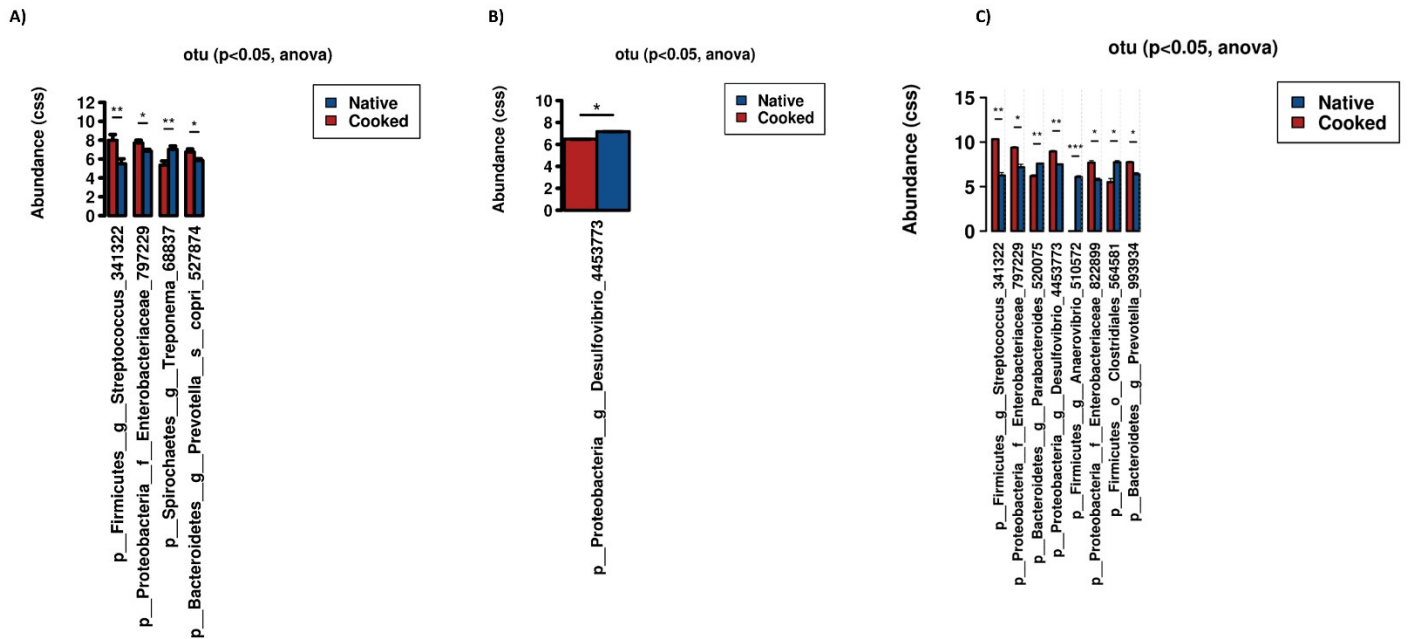 A)
otu (p<0.05, anova)
Native
Cooked
Abundance (css)
12
10
8
6
4
2
0
**
*
**
*
p__Firmicutes__g__Streptococcus_341322
p__Proteobacteria__f__Enterobacteriaceae_797229
p__Spirochaetes__g__Treponema_68837
p__Bacteroidetes__g__Prevotella__s__copri_527874
B)
otu (p<0.05, anova)
Native
Cooked
Abundance (css)
10
8
6
4
2
0
*
p__Proteobacteria__g__Desulfovibrio_4453773
C)
otu (p<0.05, anova)
Native
Cooked
Abundance (css)
15
10
5
0
**
*
**
**
***
*
*
*
p__Firmicutes__g__Streptococcus_341322
p__Proteobacteria__f__Enterobacteriaceae_797229
p__Bacteroidetes__g__Parabacteroides_520075
p__Proteobacteria__g__Desulfovibrio_4453773
p__Firmicutes__g__Anaerovibrio_510572
p__Proteobacteria__f__Enterobacteriaceae_822899
p__Firmicutes__o__Clostridiales_564581
p__Bacteroidetes__g__Prevotella_993934